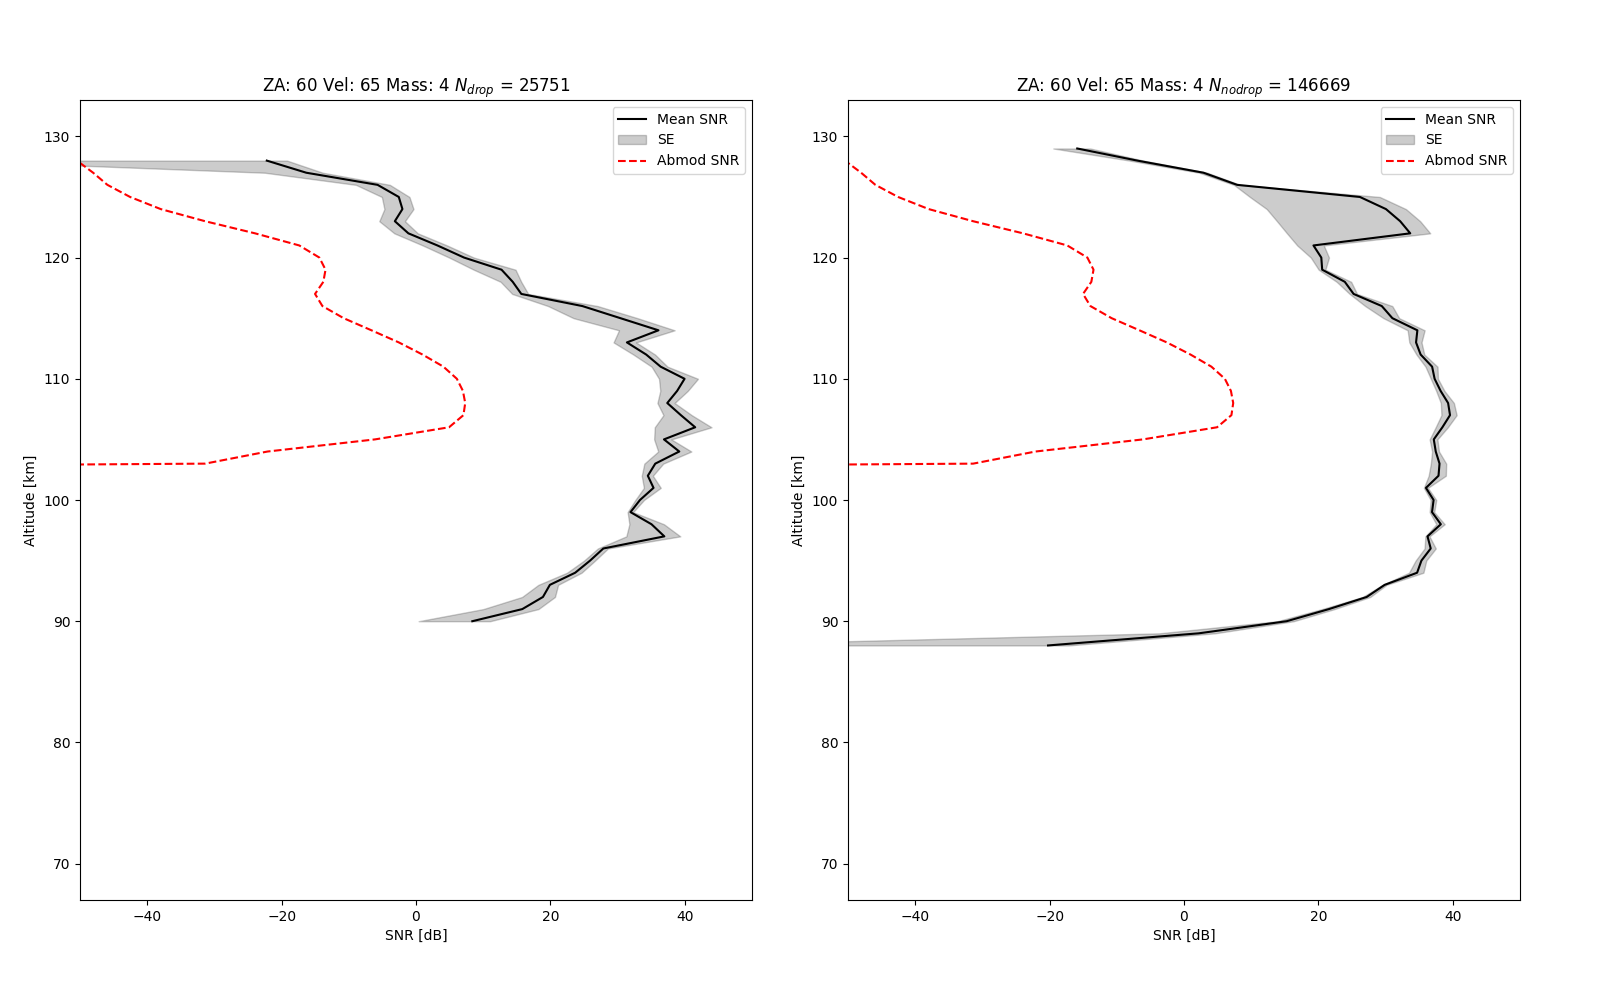 ZA: 60 Vel: 65 Mass: 4 N_drop = 25751
Mean SNR
SE
Abmod SNR
130
120
110
100
90
80
70
Altitude [km]
−40 −20 0 20 40
SNR [dB]
ZA: 60 Vel: 65 Mass: 4 N_nodrop = 146669
Mean SNR
SE
Abmod SNR
130
120
110
100
90
80
70
Altitude [km]
−40 −20 0 20 40
SNR [dB]